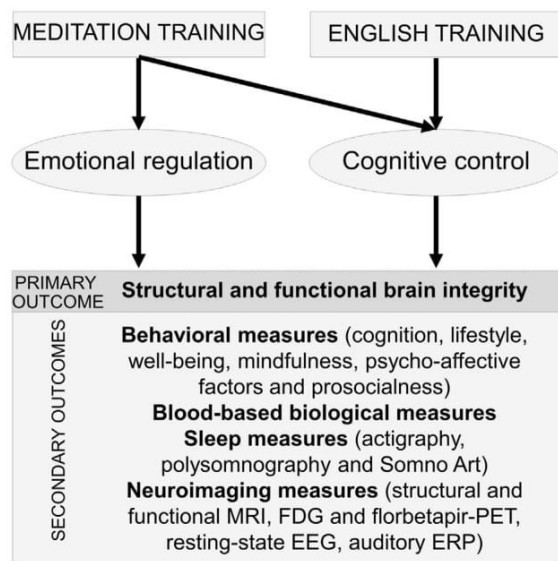 MEDITATION TRAINING
ENGLISH TRAINING
Emotional regulation
Cognitive control
PRIMARY
OUTCOME
Structural and functional brain integrity
SECONDARY OUTCOMES
Behavioral measures (cognition, lifestyle,
well-being, mindfulness, psycho-affective
factors and prosocialness)
Blood-based biological measures
Sleep measures (actigraphy,
polysomnography and Somno Art)
Neuroimaging measures (structural and
functional MRI, FDG and florbetapir-PET,
resting-state EEG, auditory ERP)